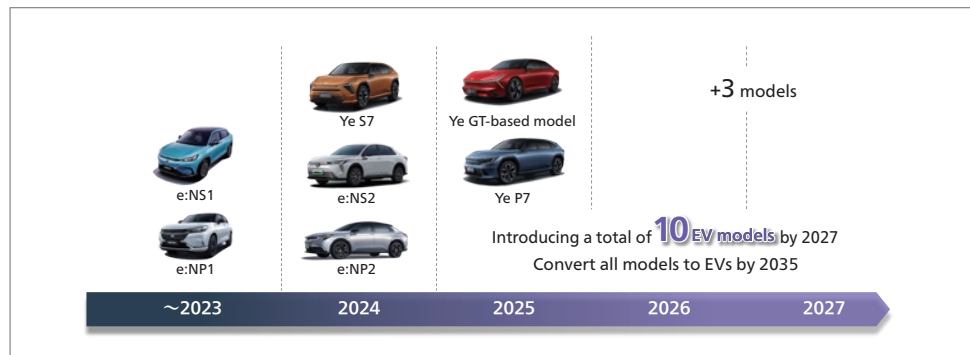 Ye S7
Ye GT-based model
+3 models
e:NS1
e:NS2
Ye P7
e:NP1
e:NP2
Introducing a total of 10 EV models by 2027
Convert all models to EVs by 2035
～2023
2024
2025
2026
2027